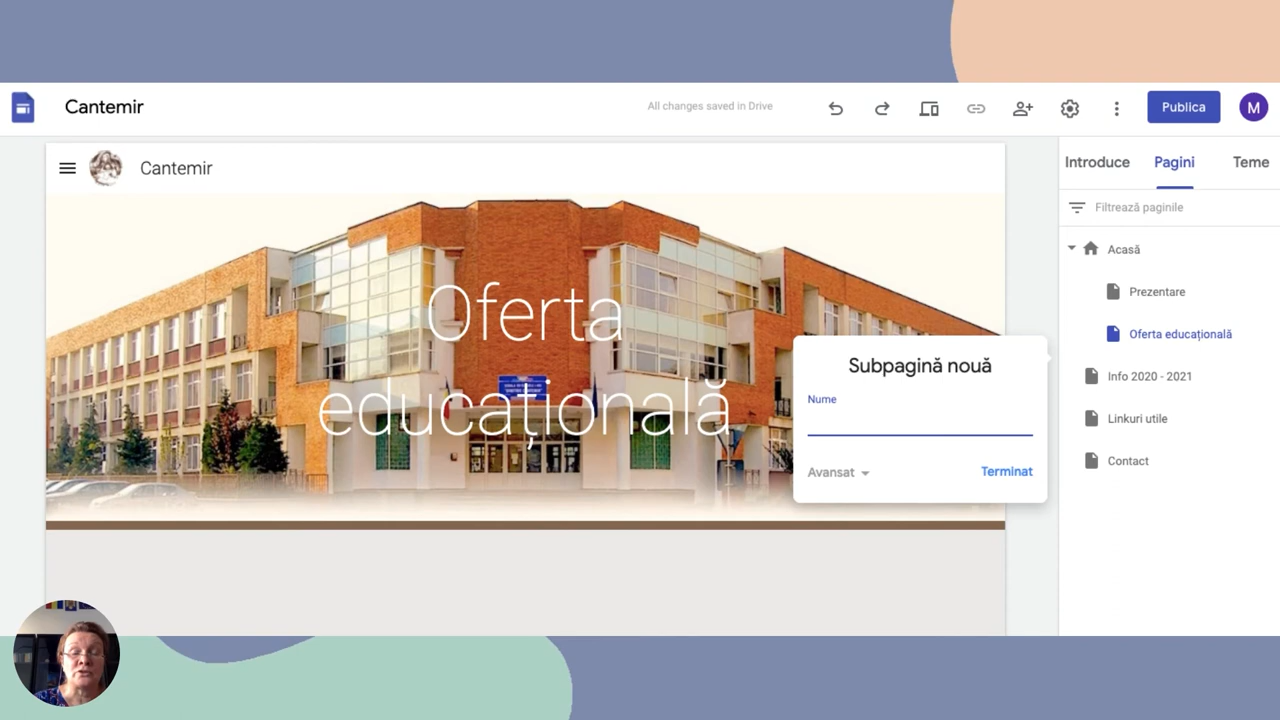 Cantemir
All changes saved in Drive
Publica
M
Cantemir
Introduce
Pagini
Teme
Filtrează paginile
Acasă
Prezentare
Oferta educațională
Info 2020 - 2021
Linkuri utile
Contact
Oferta
educațională
Subpagină nouă
Nume
Avansat
Terminat